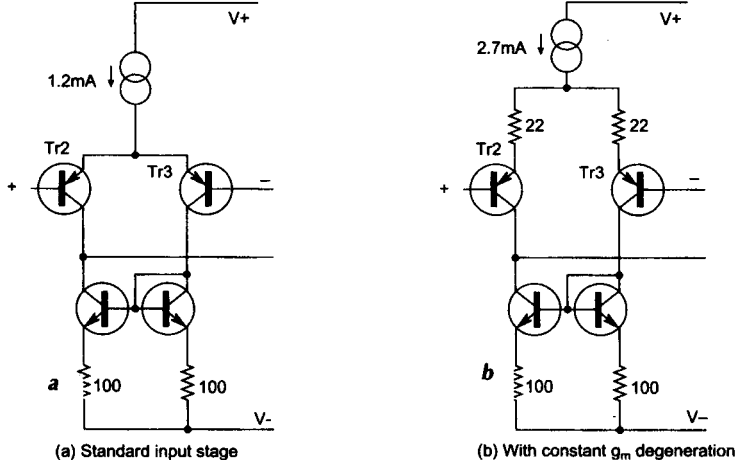 V+
1.2mA ↓
Tr2
Tr3
+
–
a
100
100
V-
(a) Standard input stage
V+
2.7mA ↓
22
22
Tr2
Tr3
+
–
b
100
100
V–
(b) With constant gm degeneration